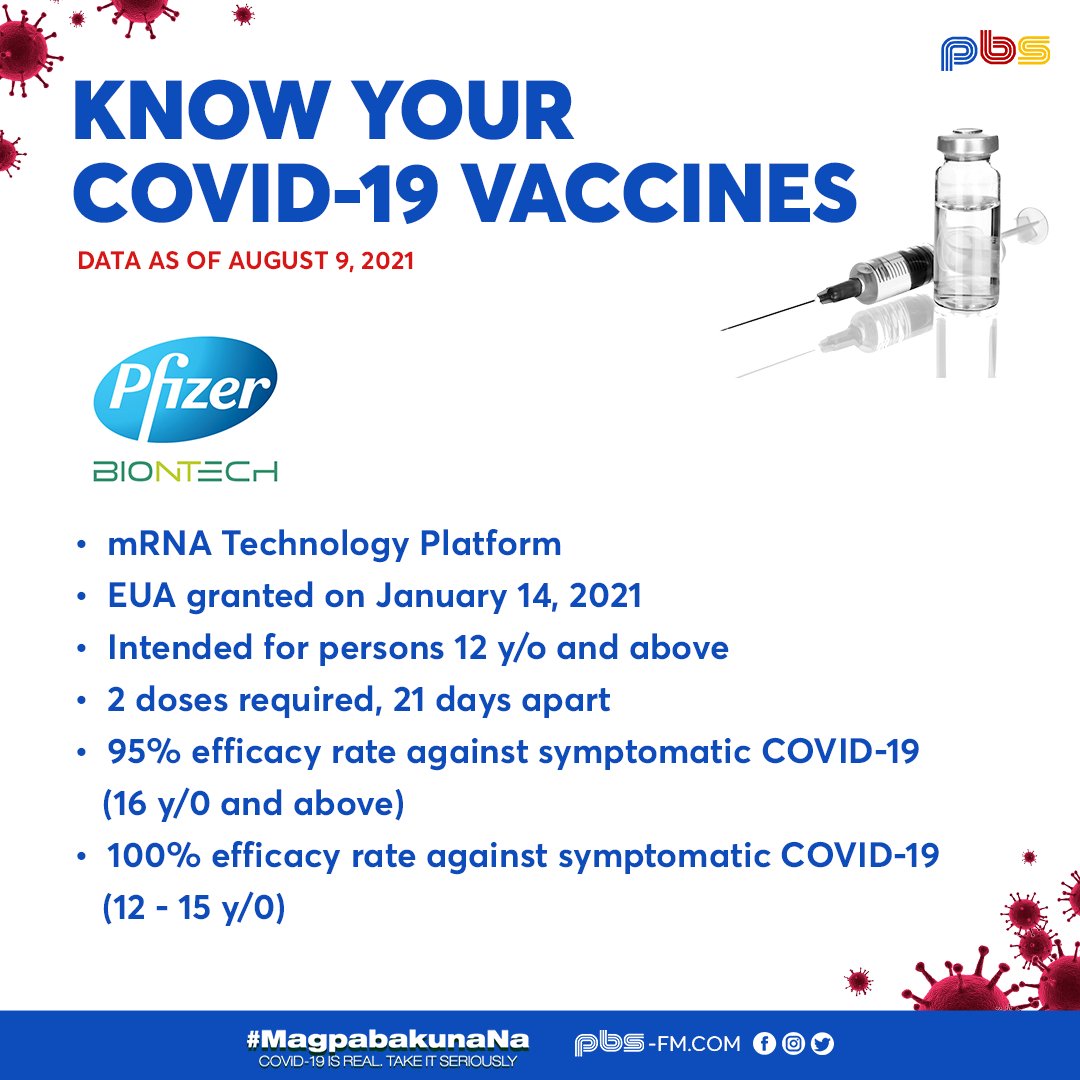 pbs
KNOW YOUR
COVID-19 VACCINES
DATA AS OF AUGUST 9, 2021
Pfizer
BIONTECH
• mRNA Technology Platform
• EUA granted on January 14, 2021
• Intended for persons 12 y/o and above
• 2 doses required, 21 days apart
• 95% efficacy rate against symptomatic COVID-19
(16 y/0 and above)
• 100% efficacy rate against symptomatic COVID-19
(12 - 15 y/0)
#MagpabakunaNa
COVID-19 IS REAL. TAKE IT SERIOUSLY
pbs-FM.COM